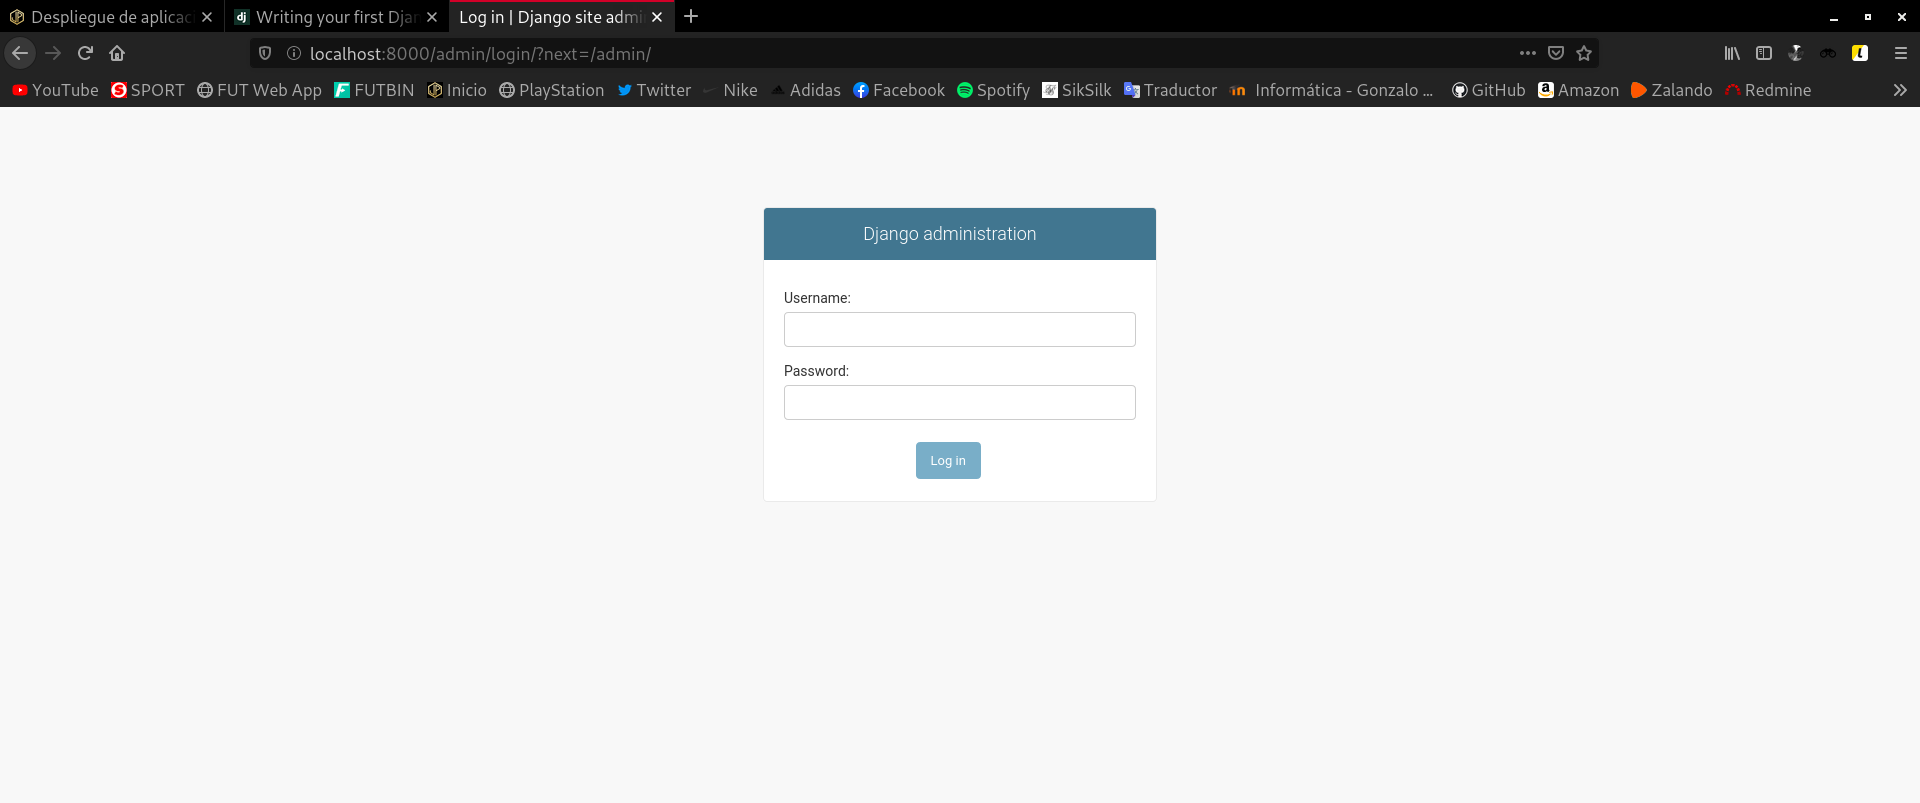 Despliegue de aplicac
Writing your first Djan
Log in | Django site admi
localhost:8000/admin/login/?next=/admin/
YouTube SPORT FUT Web App FUTBIN Inicio PlayStation Twitter Nike Adidas Facebook Spotify SikSilk Traductor Informática - Gonzalo ... GitHub Amazon Zalando Redmine
Django administration
Username:
Password:
Log in